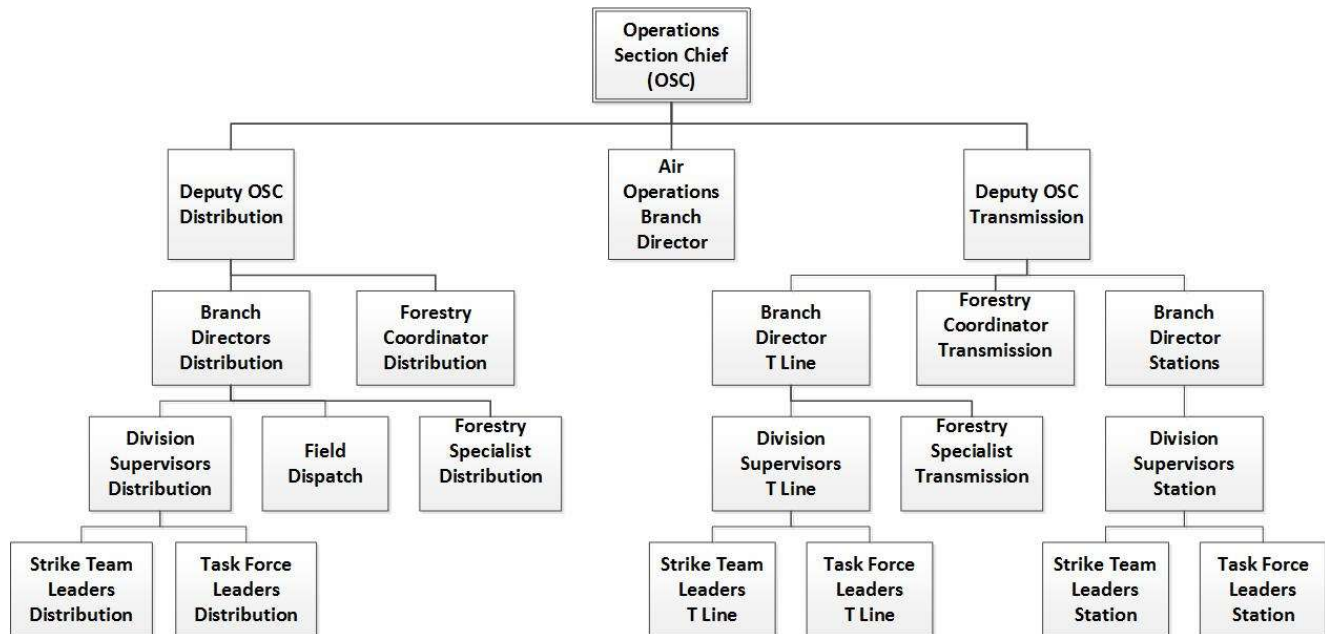 Operations
Section Chief
(OSC)
Deputy OSC
Distribution
Air
Operations
Branch
Director
Deputy OSC
Transmission
Branch
Directors
Distribution
Forestry
Coordinator
Distribution
Branch
Director
T Line
Forestry
Coordinator
Transmission
Branch
Director
Stations
Division
Supervisors
Distribution
Field
Dispatch
Forestry
Specialist
Distribution
Division
Supervisors
T Line
Forestry
Specialist
Transmission
Division
Supervisors
Station
Strike Team
Leaders
Distribution
Task Force
Leaders
Distribution
Strike Team
Leaders
T Line
Task Force
Leaders
T Line
Strike Team
Leaders
Station
Task Force
Leaders
Station